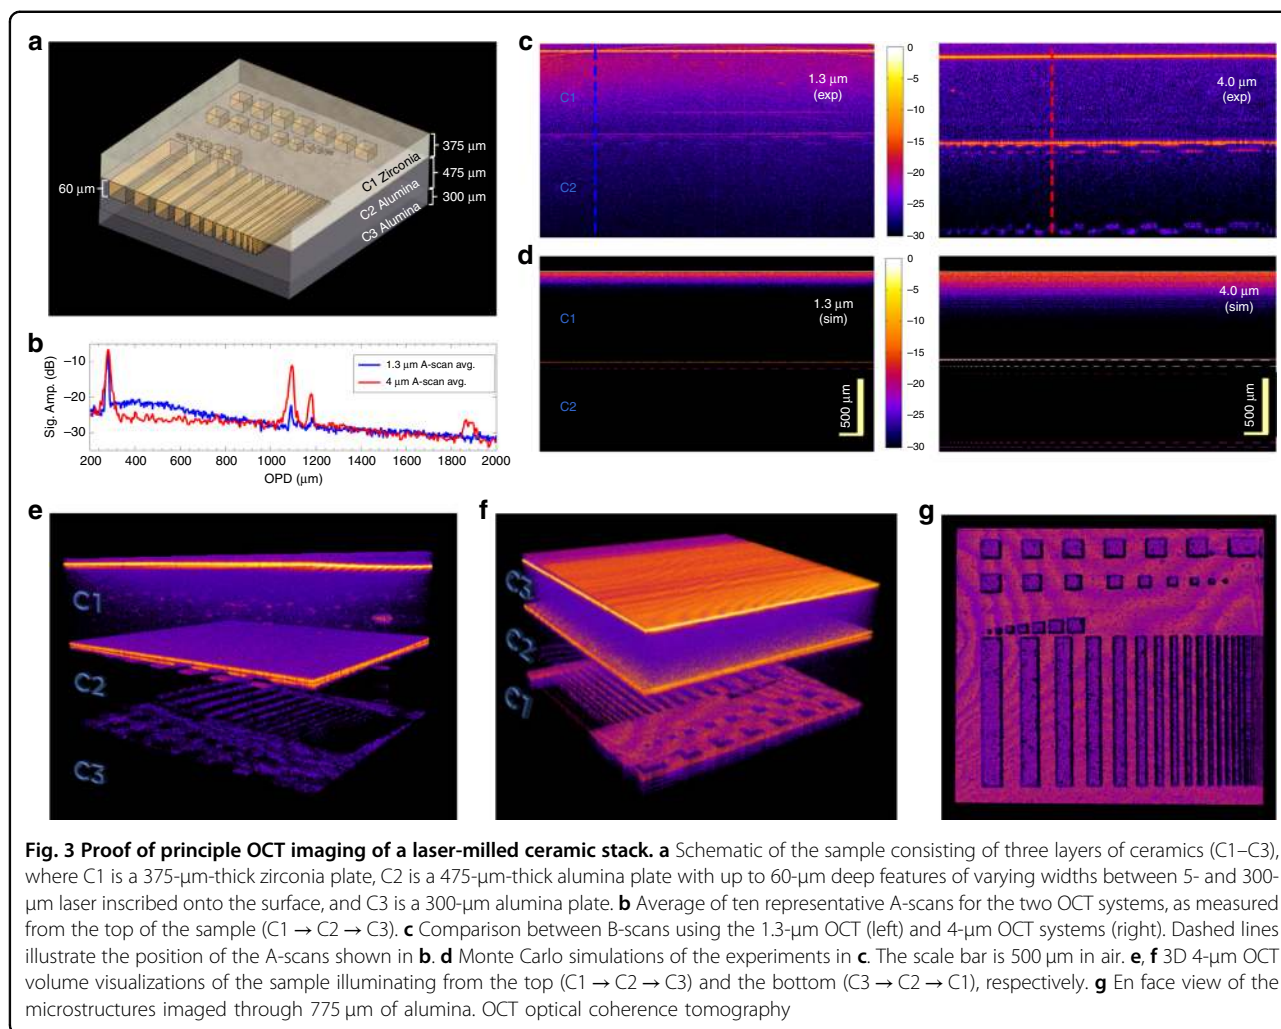 a
375 µm
475 µm
300 µm
60 µm
C1 Zirconia
C2 Alumina
C3 Alumina
b
Sig. Amp. (dB)
−10
−20
−30
1.3 µm A-scan avg.
4 µm A-scan avg.
200 400 600 800 1000 1200 1400 1600 1800 2000
OPD (µm)
c
C1
C2
1.3 µm
(exp)
0
−5
−10
−15
−20
−25
−30
4.0 µm
(exp)
d
C1
C2
1.3 µm
(sim)
500 µm
0
−5
−10
−15
−20
−25
−30
4.0 µm
(sim)
500 µm
e
C1
C2
C3
f
C3
C2
C1
g
Fig. 3 Proof of principle OCT imaging of a laser-milled ceramic stack. a Schematic of the sample consisting of three layers of ceramics (C1–C3),
where C1 is a 375-µm-thick zirconia plate, C2 is a 475-µm-thick alumina plate with up to 60-µm deep features of varying widths between 5- and 300-
µm laser inscribed onto the surface, and C3 is a 300-µm alumina plate. b Average of ten representative A-scans for the two OCT systems, as measured
from the top of the sample (C1 → C2 → C3). c Comparison between B-scans using the 1.3-µm OCT (left) and 4-µm OCT systems (right). Dashed lines
illustrate the position of the A-scans shown in b. d Monte Carlo simulations of the experiments in c. The scale bar is 500 µm in air. e, f 3D 4-µm OCT
volume visualizations of the sample illuminating from the top (C1 → C2 → C3) and the bottom (C3 → C2 → C1), respectively. g En face view of the
microstructures imaged through 775 µm of alumina. OCT optical coherence tomography